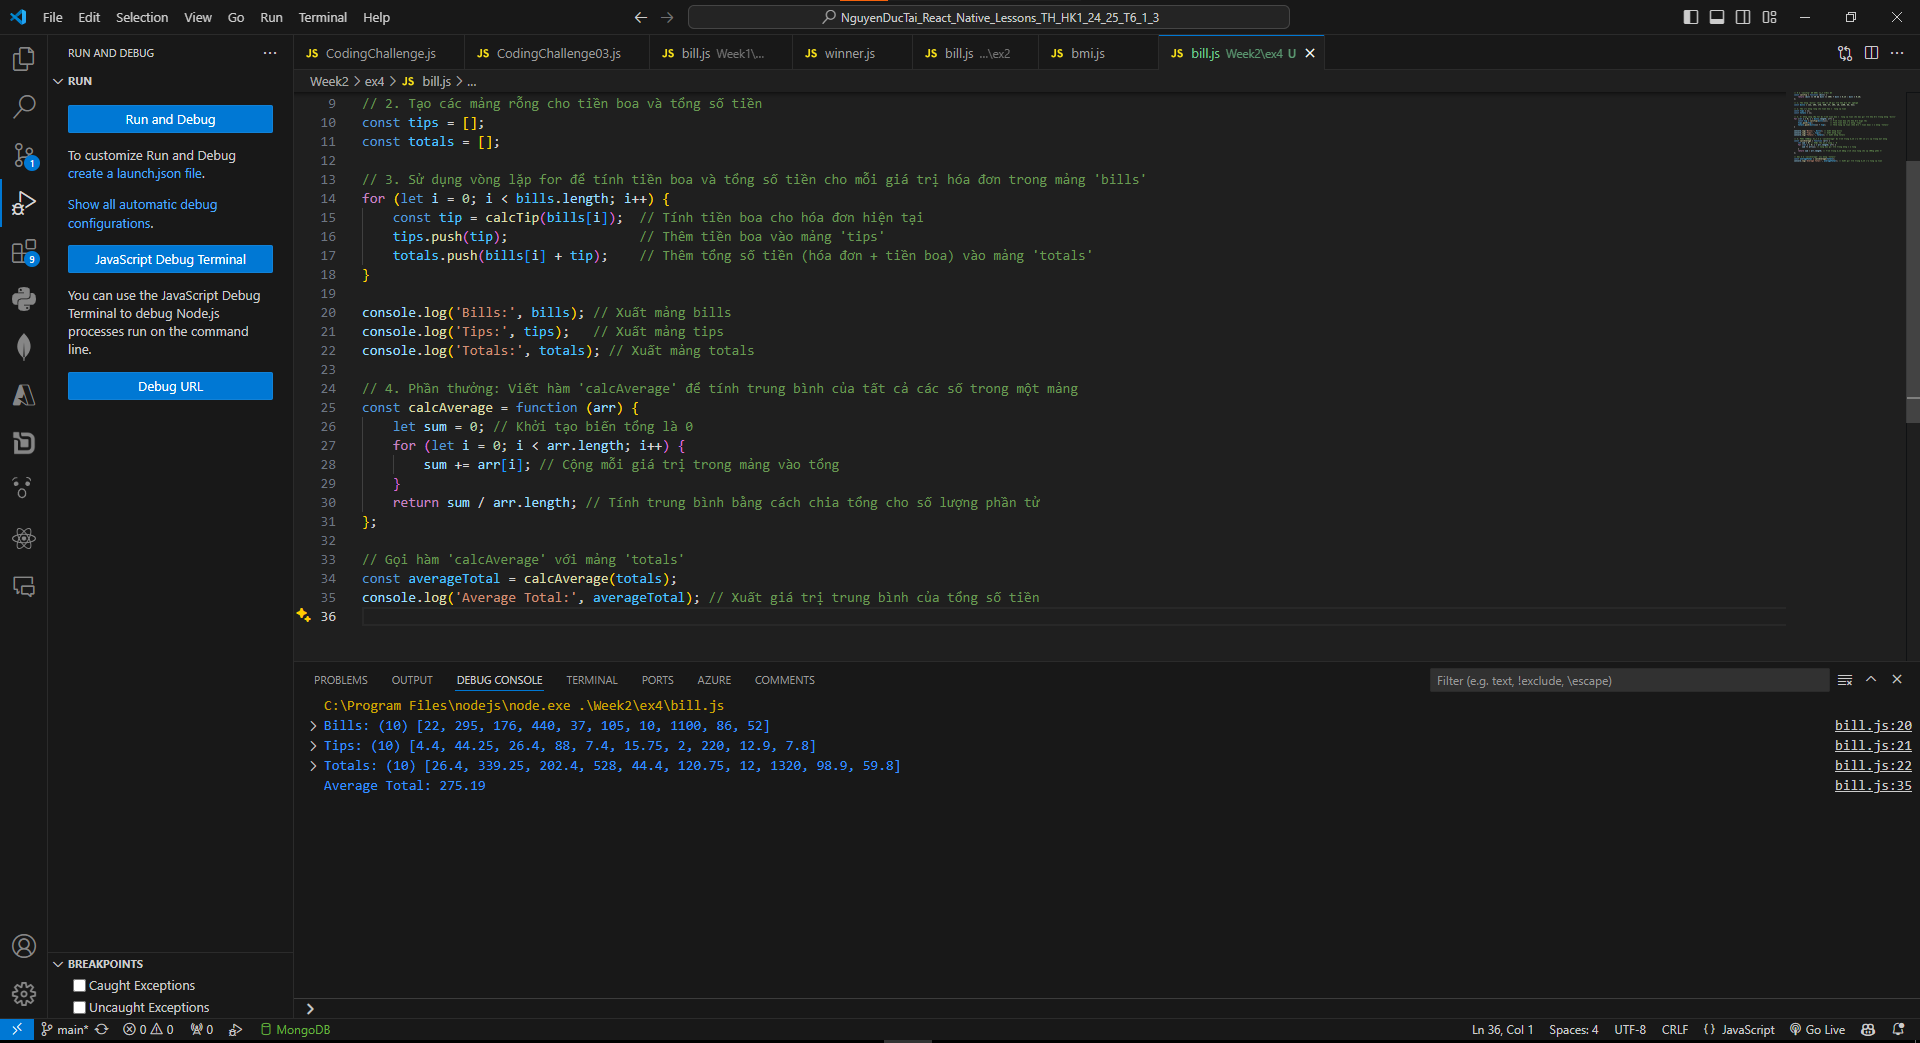 File Edit Selection View Go Run Terminal Help
NguyenDucTai_React_Native_Lessons_TH_HK1_24_25_T6_1_3
RUN AND DEBUG
RUN
Run and Debug
To customize Run and Debug
create a launch.json file.
Show all automatic debug
configurations.
JavaScript Debug Terminal
You can use the JavaScript Debug
Terminal to debug Node.js
processes run on the command
line.
Debug URL
BREAKPOINTS
Caught Exceptions
Uncaught Exceptions
1
9
JS CodingChallenge.js JS CodingChallenge03.js JS bill.js Week1\... JS winner.js JS bill.js ...\ex2 JS bmi.js JS bill.js Week2\ex4 U
Week2 > ex4 > JS bill.js > ...
9 // 2. Tạo các mảng rỗng cho tiền boa và tổng số tiền
10 const tips = [];
11 const totals = [];
12
13 // 3. Sử dụng vòng lặp for để tính tiền boa và tổng số tiền cho mỗi giá trị hóa đơn trong mảng 'bills'
14 for (let i = 0; i < bills.length; i++) {
15 const tip = calcTip(bills[i]); // Tính tiền boa cho hóa đơn hiện tại
16 tips.push(tip); // Thêm tiền boa vào mảng 'tips'
17 totals.push(bills[i] + tip); // Thêm tổng số tiền (hóa đơn + tiền boa) vào mảng 'totals'
18 }
19
20 console.log('Bills:', bills); // Xuất mảng bills
21 console.log('Tips:', tips); // Xuất mảng tips
22 console.log('Totals:', totals); // Xuất mảng totals
23
24 // 4. Phần thưởng: Viết hàm 'calcAverage' để tính trung bình của tất cả các số trong một mảng
25 const calcAverage = function (arr) {
26 let sum = 0; // Khởi tạo biến tổng là 0
27 for (let i = 0; i < arr.length; i++) {
28 sum += arr[i]; // Cộng mỗi giá trị trong mảng vào tổng
29 }
30 return sum / arr.length; // Tính trung bình bằng cách chia tổng cho số lượng phần tử
31 };
32
33 // Gọi hàm 'calcAverage' với mảng 'totals'
34 const averageTotal = calcAverage(totals);
35 console.log('Average Total:', averageTotal); // Xuất giá trị trung bình của tổng số tiền
36
PROBLEMS OUTPUT DEBUG CONSOLE TERMINAL PORTS AZURE COMMENTS
Filter (e.g. text, !exclude, \escape)
C:\Program Files\nodejs\node.exe .\Week2\ex4\bill.js
Bills: (10) [22, 295, 176, 440, 37, 105, 10, 1100, 86, 52] bill.js:20
Tips: (10) [4.4, 44.25, 26.4, 88, 7.4, 15.75, 2, 220, 12.9, 7.8] bill.js:21
Totals: (10) [26.4, 339.25, 202.4, 528, 44.4, 120.75, 12, 1320, 98.9, 59.8] bill.js:22
Average Total: 275.19 bill.js:35
main* 0 0 0 MongoDB
Ln 36, Col 1 Spaces: 4 UTF-8 CRLF {} JavaScript Go Live